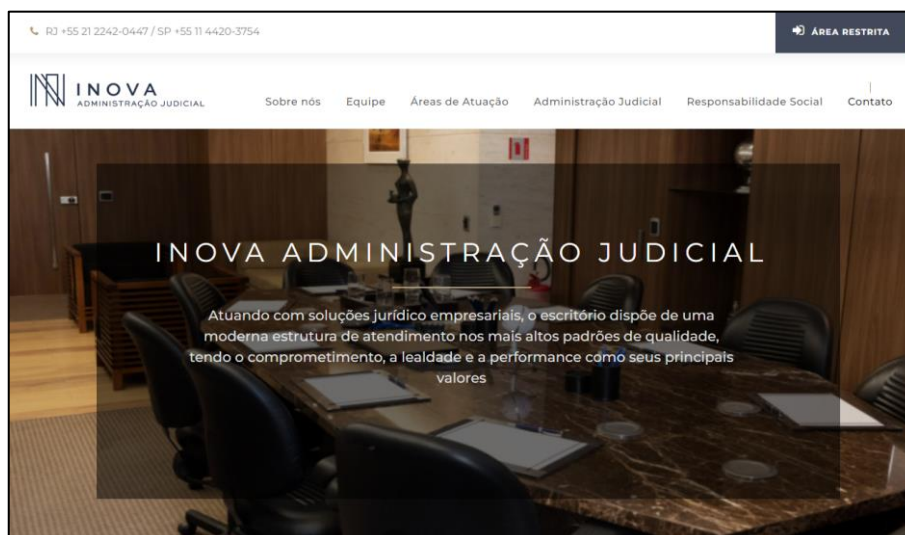 RJ +55 21 2242-0447 / SP +55 11 4420-3754
ÁREA RESTRITA
INOVA
ADMINISTRAÇÃO JUDICIAL
Sobre nós Equipe Áreas de Atuação Administração Judicial Responsabilidade Social Contato
INOVA ADMINISTRAÇÃO JUDICIAL
Atuando com soluções jurídico empresariais, o escritório dispõe de uma
moderna estrutura de atendimento nos mais altos padrões de qualidade,
tendo o comprometimento, a lealdade e a performance como seus principais
valores